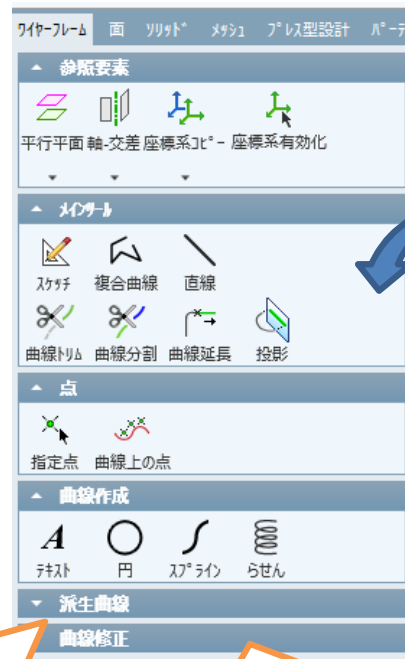 ﾜｲﾔｰﾌﾚｰﾑ 面 ｿﾘｯﾄﾞ ﾒｯｼｭ ﾌﾟﾚｽ型設計 ﾊﾟｰﾃ
参照要素
平行平面 軸-交差 座標系ｺﾋﾟｰ 座標系有効化
ﾒｲﾝﾂｰﾙ
ｽｹｯﾁ 複合曲線 直線
曲線ﾄﾘﾑ 曲線分割 曲線延長 投影
点
指定点 曲線上の点
曲線作成
ﾃｷｽﾄ 円 ｽﾌﾟﾗｲﾝ らせん
派生曲線
曲線修正